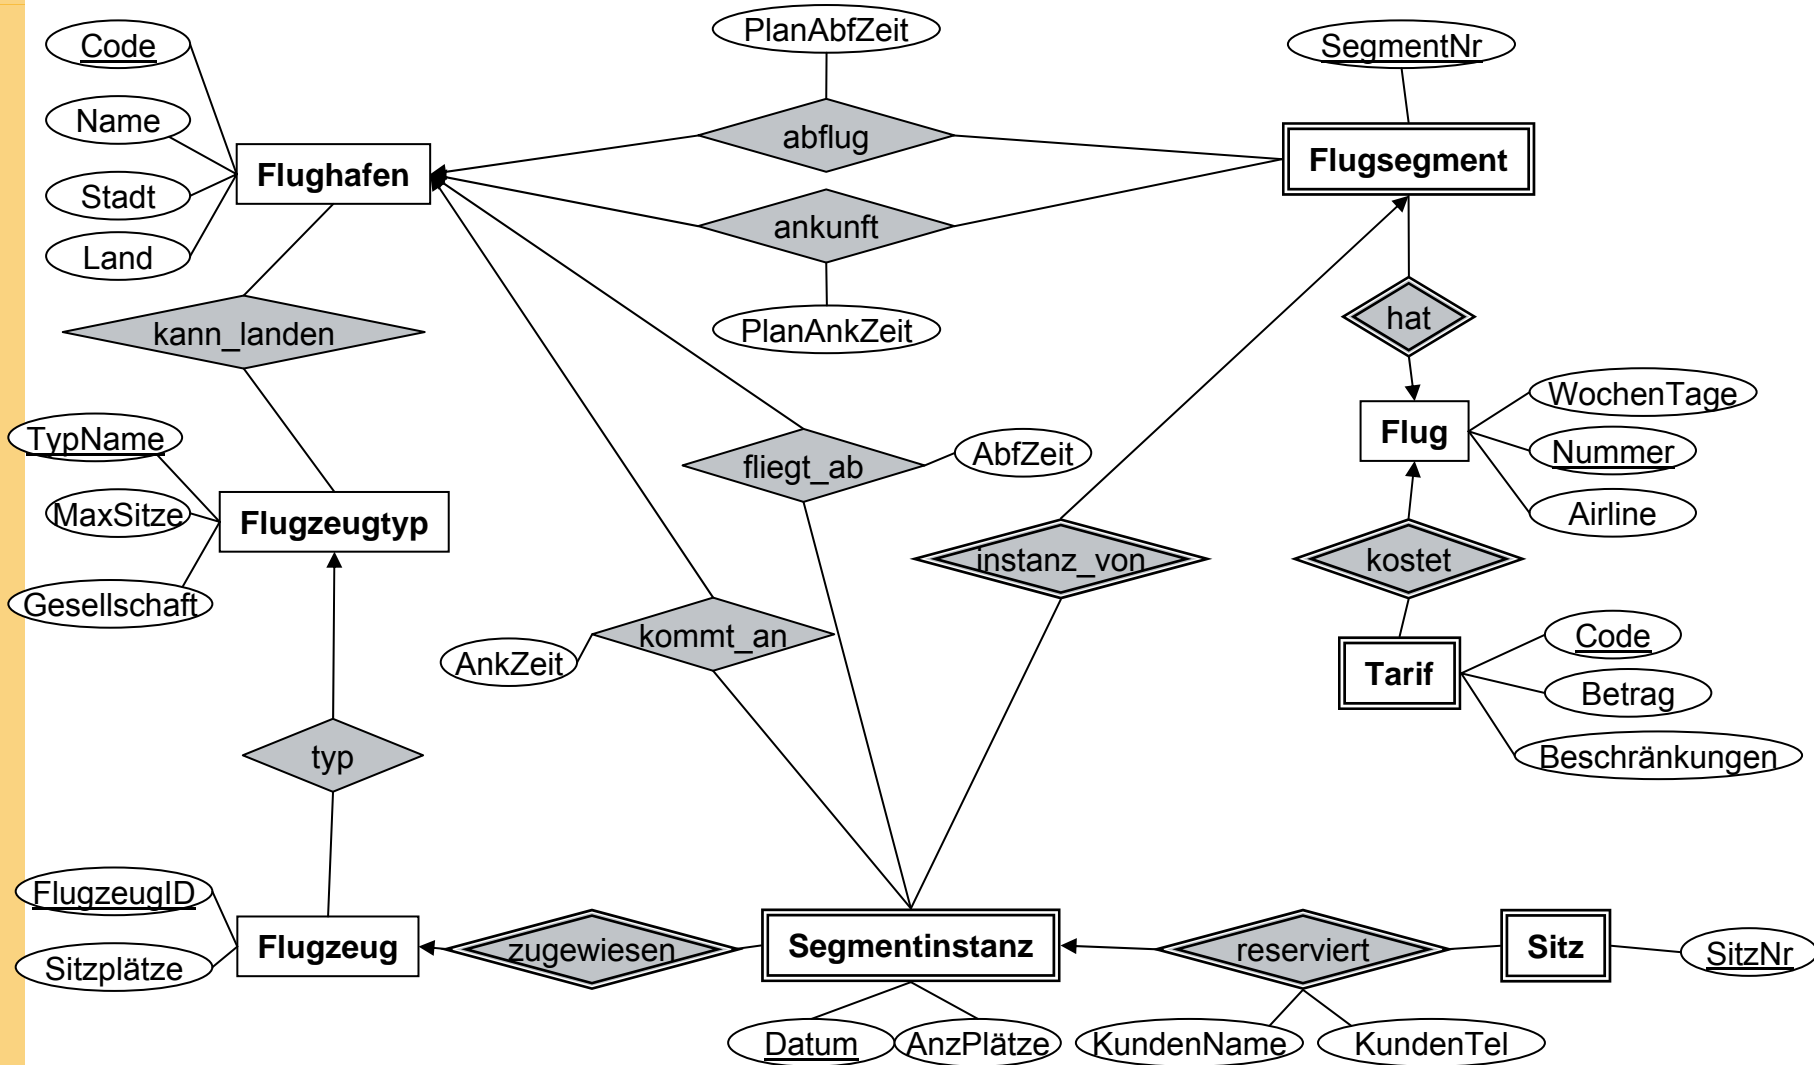 Code
PlanAbfZeit
SegmentNr
Name
abflug
Flughafen
Flugsegment
Stadt
ankunft
Land
kann_landen
PlanAnkZeit
hat
WochenTage
TypName
Flug
Nummer
fliegt_ab
AbfZeit
MaxSitze
Flugzeugtyp
Airline
instanz_von
kostet
Gesellschaft
kommt_an
Code
AnkZeit
Tarif
Betrag
typ
Beschränkungen
FlugzeugID
Flugzeug
zugewiesen
Segmentinstanz
reserviert
Sitz
SitzNr
Sitzplätze
Datum
AnzPlätze
KundenName
KundenTel